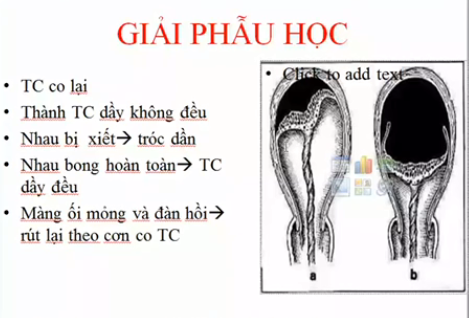 GIẢI PHẪU HỌC
• TC co lại
• Thành TC dầy không đều
• Nhau bị xiết→ tróc dần
• Nhau bong hoàn toàn→ TC
dầy đều
• Màng ối mỏng và đàn hồi→
rút lại theo cơn co TC
• Click to add text
a
b